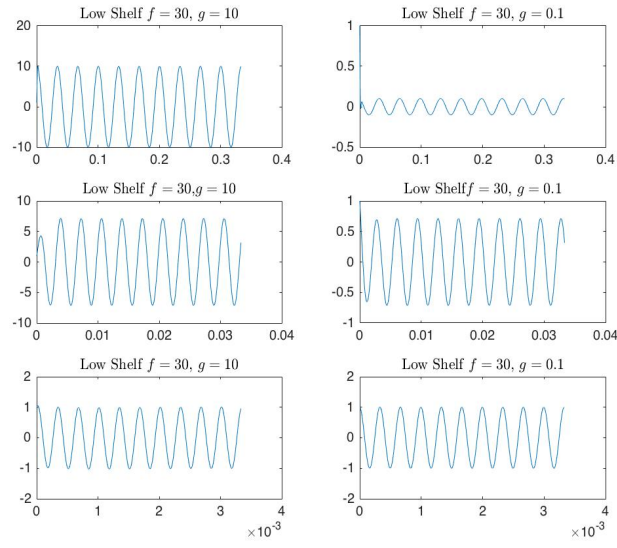 Low Shelf f = 30, g = 10
20
10
0
-10
0 0.1 0.2 0.3 0.4
Low Shelf f = 30, g = 0.1
1
0.5
0
-0.5
0 0.1 0.2 0.3 0.4
Low Shelf f = 30,g = 10
10
5
0
-5
-10
0 0.01 0.02 0.03 0.04
Low Shelff = 30, g = 0.1
1
0.5
0
-0.5
-1
0 0.01 0.02 0.03 0.04
Low Shelf f = 30, g = 10
2
1
0
-1
-2
0 1 2 3 4
×10-3
Low Shelf f = 30, g = 0.1
2
1
0
-1
-2
0 1 2 3 4
×10-3